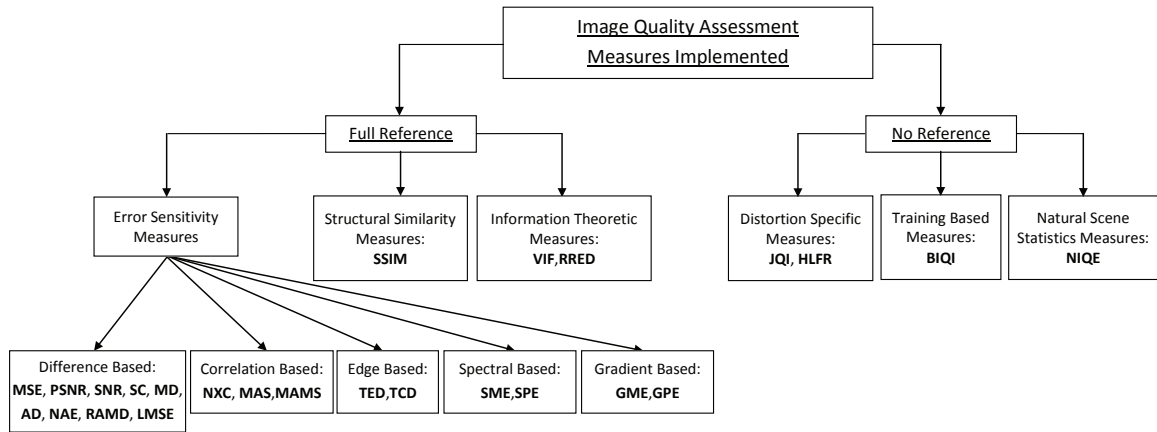 Image Quality Assessment
Measures Implemented
Full Reference
No Reference
Error Sensitivity
Measures
Structural Similarity
Measures:
SSIM
Information Theoretic
Measures:
VIF,RRED
Distortion Specific
Measures:
JQI, HLFR
Training Based
Measures:
BIQI
Natural Scene
Statistics Measures:
NIQE
Difference Based:
MSE, PSNR, SNR, SC, MD,
AD, NAE, RAMD, LMSE
Correlation Based:
NXC, MAS,MAMS
Edge Based:
TED,TCD
Spectral Based:
SME,SPE
Gradient Based:
GME,GPE